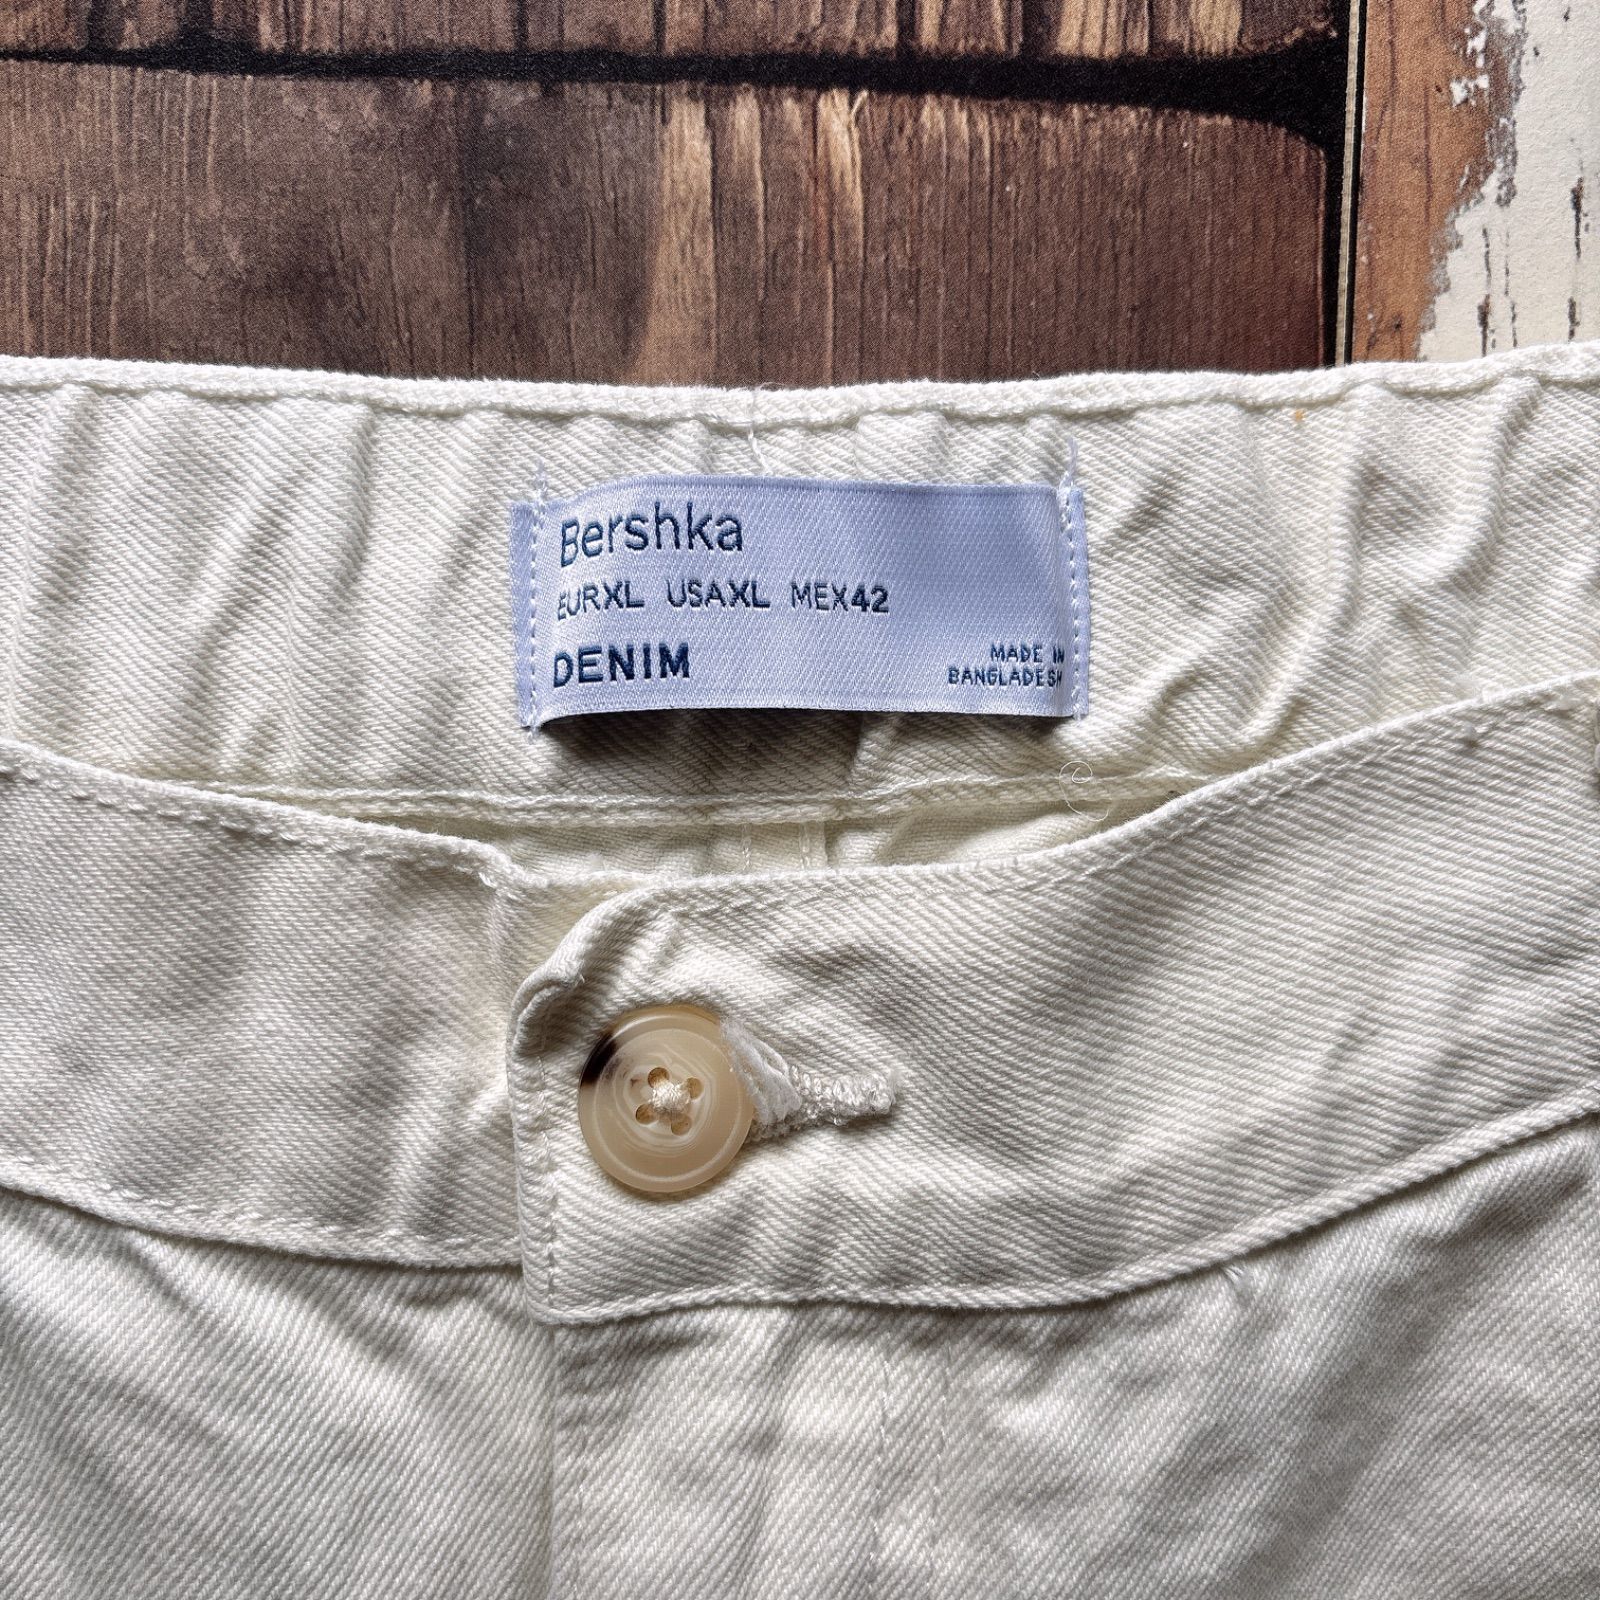 Bershka
EURXL USAXL MEX42
DENIM
MADE IN
BANGLADESH